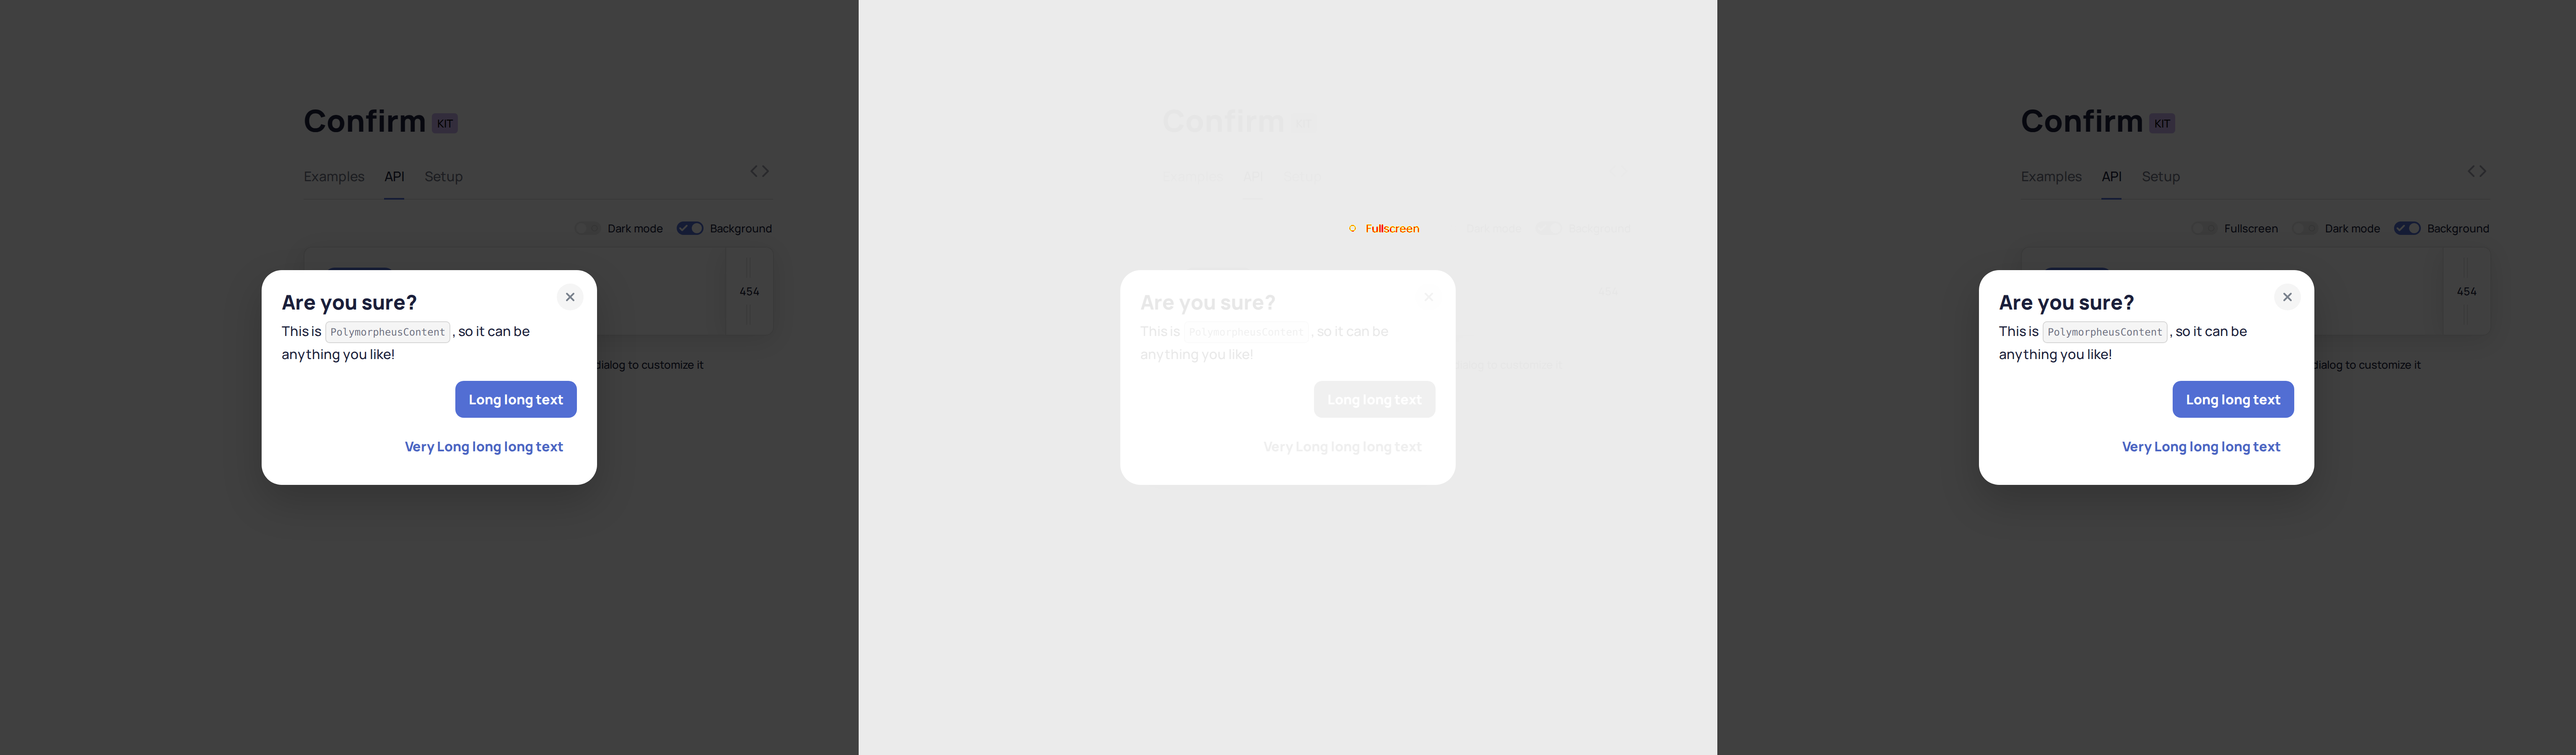 Confirm KIT
Examples API Setup
Dark mode Background
454
Are you sure?
This is PolymorpheusContent, so it can be
anything you like!
dialog to customize it
Long long text
Very Long long long text
Confirm KIT
Examples API Setup
Fullscreen Dark mode Background
Are you sure?
This is PolymorpheusContent, so it can be
anything you like!
dialog to customize it
Long long text
Very Long long long text
Confirm KIT
Examples API Setup
Fullscreen Dark mode Background
454
Are you sure?
This is PolymorpheusContent, so it can be
anything you like!
dialog to customize it
Long long text
Very Long long long text